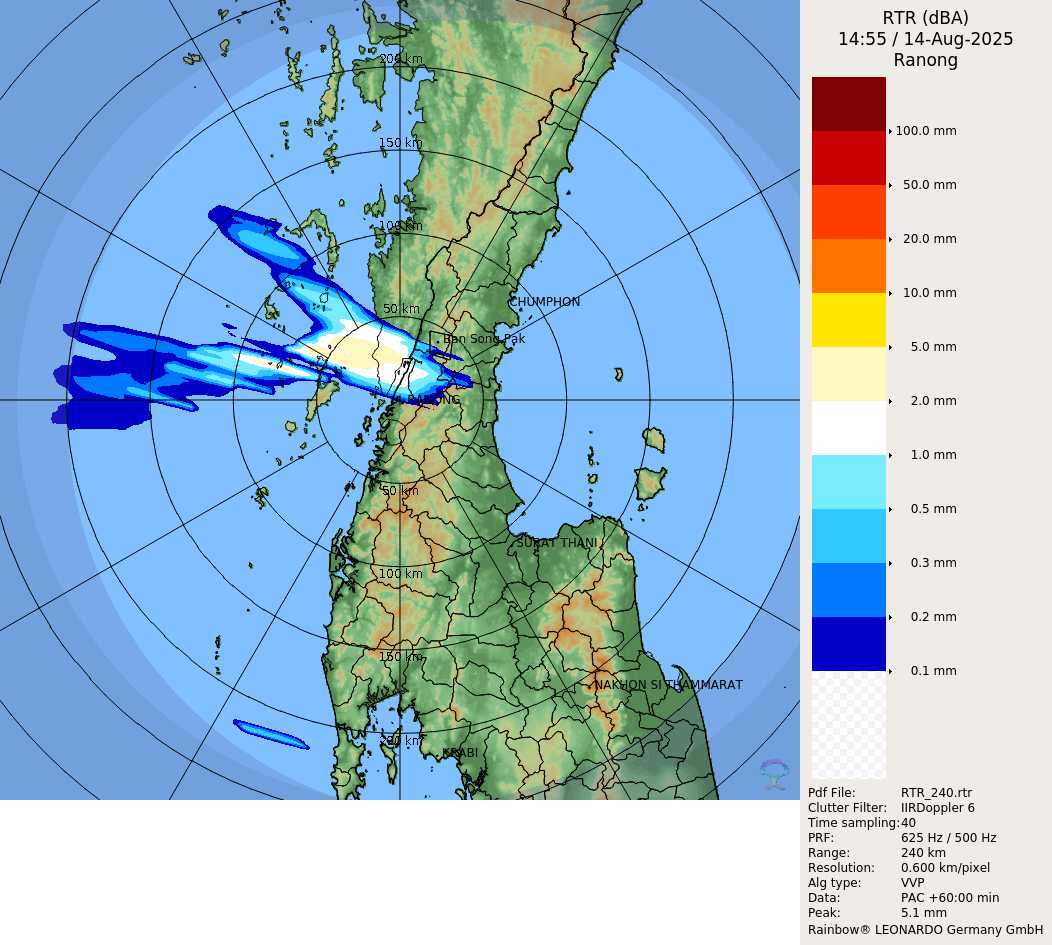 RTR (dBA)
14:55 / 14-Aug-2025
Ranong
200 km
150 km
100 km
50 km
CHUMPHON
Ban Song Pak
RANONG
50 km
SURAT THANI
100 km
150 km
NAKHON SI THAMMARAT
200 km
KRABI
100.0 mm
50.0 mm
20.0 mm
10.0 mm
5.0 mm
2.0 mm
1.0 mm
0.5 mm
0.3 mm
0.2 mm
0.1 mm
Pdf File: RTR_240.rtr
Clutter Filter: IIRDoppler 6
Time sampling: 40
PRF: 625 Hz / 500 Hz
Range: 240 km
Resolution: 0.600 km/pixel
Alg type: VVP
Data: PAC +60:00 min
Peak: 5.1 mm
Rainbow® LEONARDO Germany GmbH